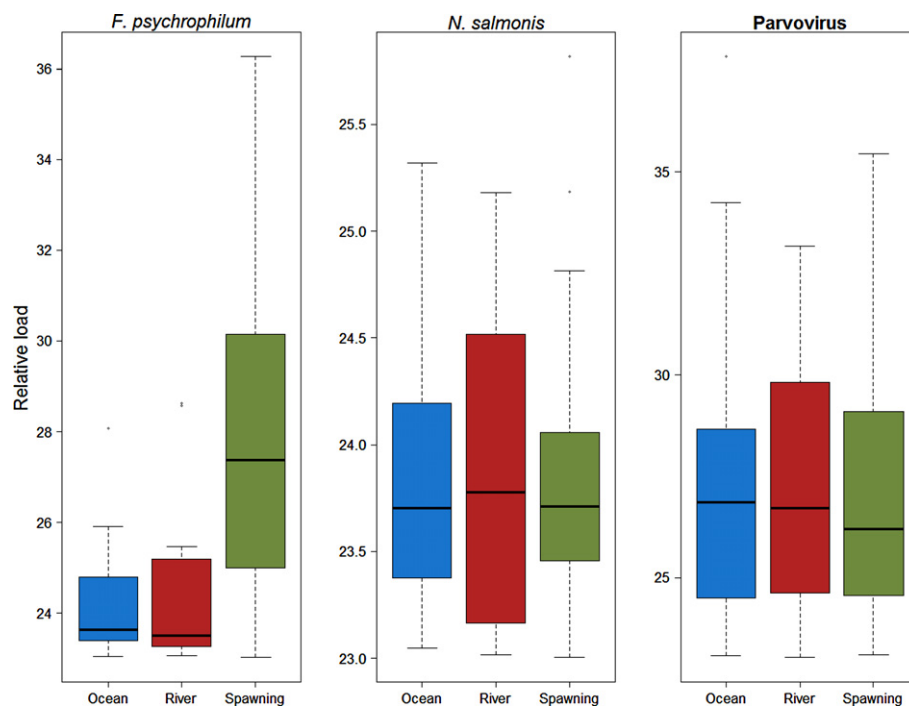 F. psychrophilum
N. salmonis
Parvovirus
Relative load
36
34
32
30
28
26
24
Ocean River Spawning
25.5
25.0
24.5
24.0
23.5
23.0
Ocean River Spawning
35
30
25
Ocean River Spawning